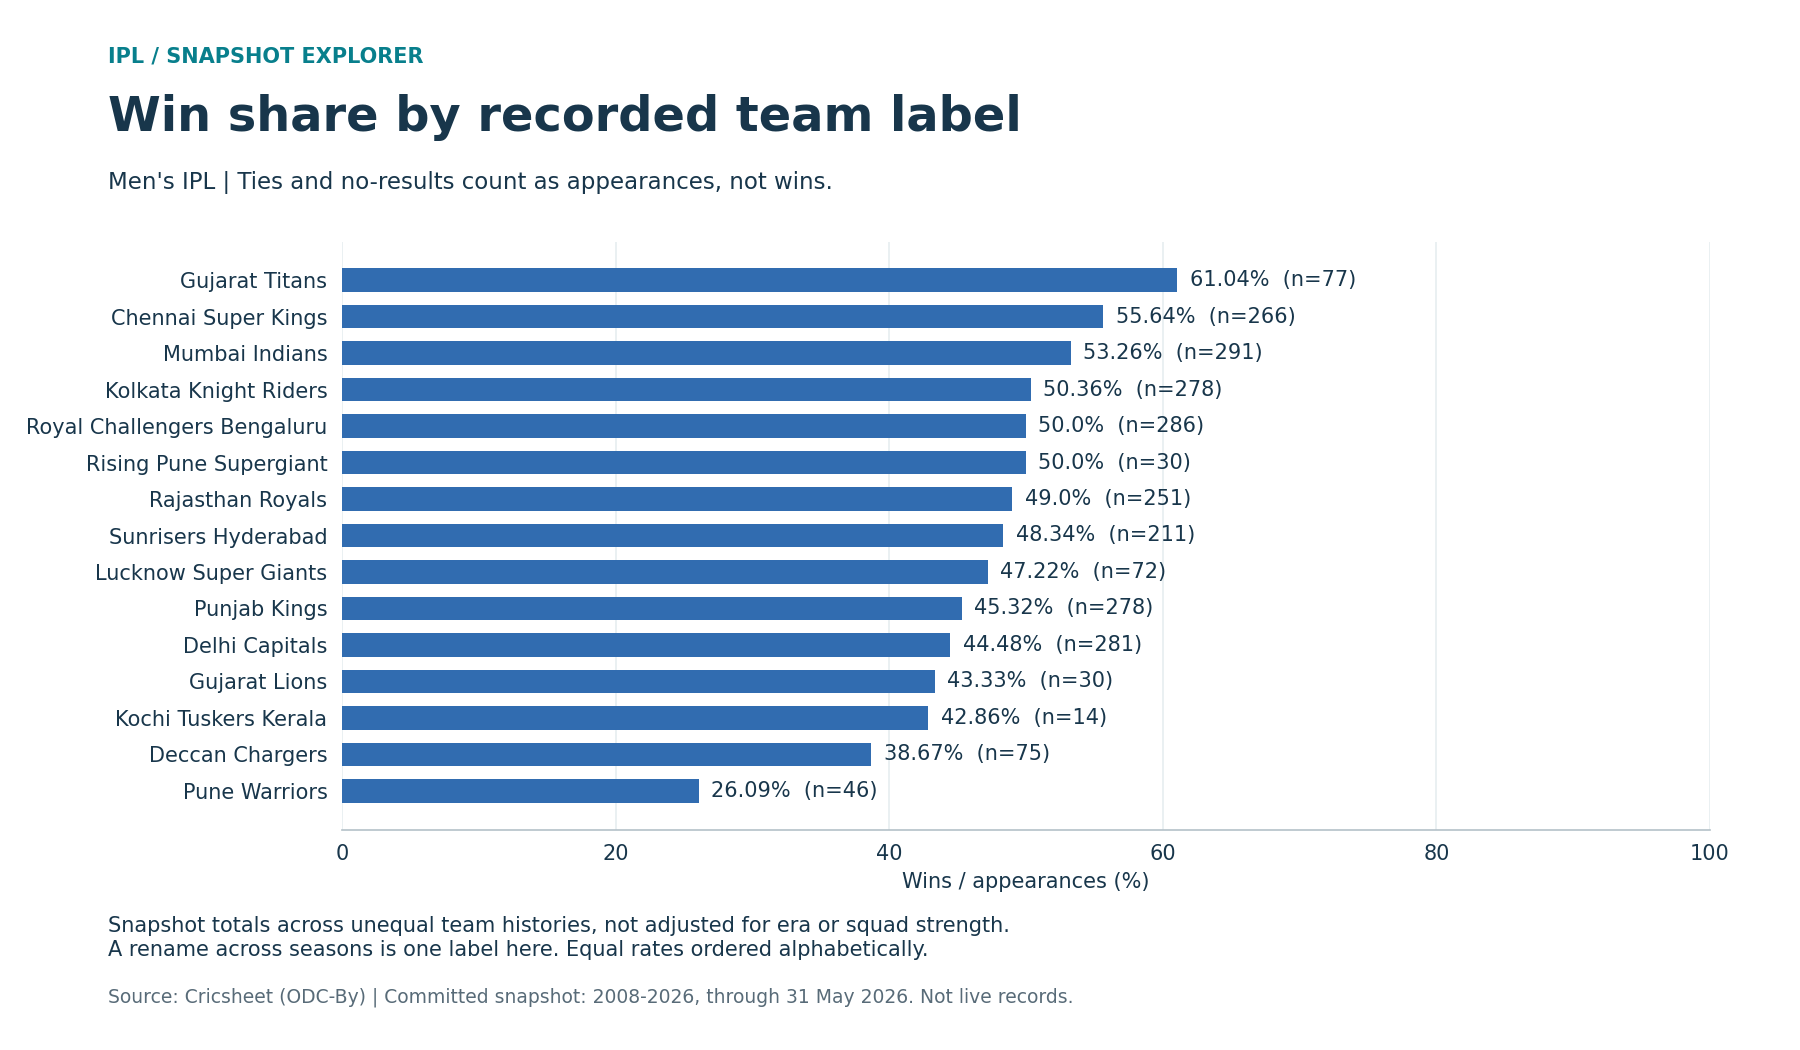 IPL / SNAPSHOT EXPLORER
Win share by recorded team label
Men's IPL | Ties and no-results count as appearances, not wins.
Gujarat Titans 61.04% (n=77)
Chennai Super Kings 55.64% (n=266)
Mumbai Indians 53.26% (n=291)
Kolkata Knight Riders 50.36% (n=278)
Royal Challengers Bengaluru 50.0% (n=286)
Rising Pune Supergiant 50.0% (n=30)
Rajasthan Royals 49.0% (n=251)
Sunrisers Hyderabad 48.34% (n=211)
Lucknow Super Giants 47.22% (n=72)
Punjab Kings 45.32% (n=278)
Delhi Capitals 44.48% (n=281)
Gujarat Lions 43.33% (n=30)
Kochi Tuskers Kerala 42.86% (n=14)
Deccan Chargers 38.67% (n=75)
Pune Warriors 26.09% (n=46)
0 20 40 60 80 100
Wins / appearances (%)
Snapshot totals across unequal team histories, not adjusted for era or squad strength.
A rename across seasons is one label here. Equal rates ordered alphabetically.
Source: Cricsheet (ODC-By) | Committed snapshot: 2008-2026, through 31 May 2026. Not live records.